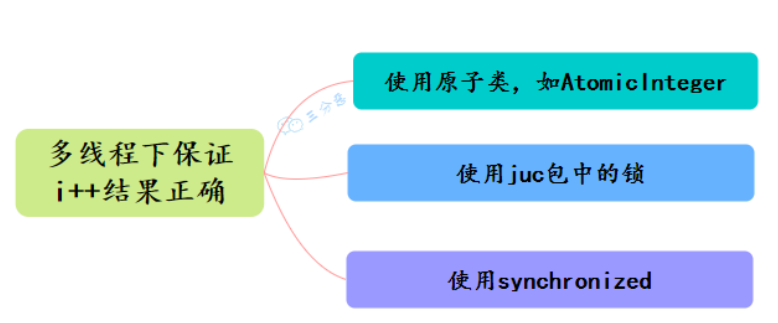 使用原子类，如AtomicInteger
三分恶
多线程下保证
i++结果正确
使用juc包中的锁
使用synchronized